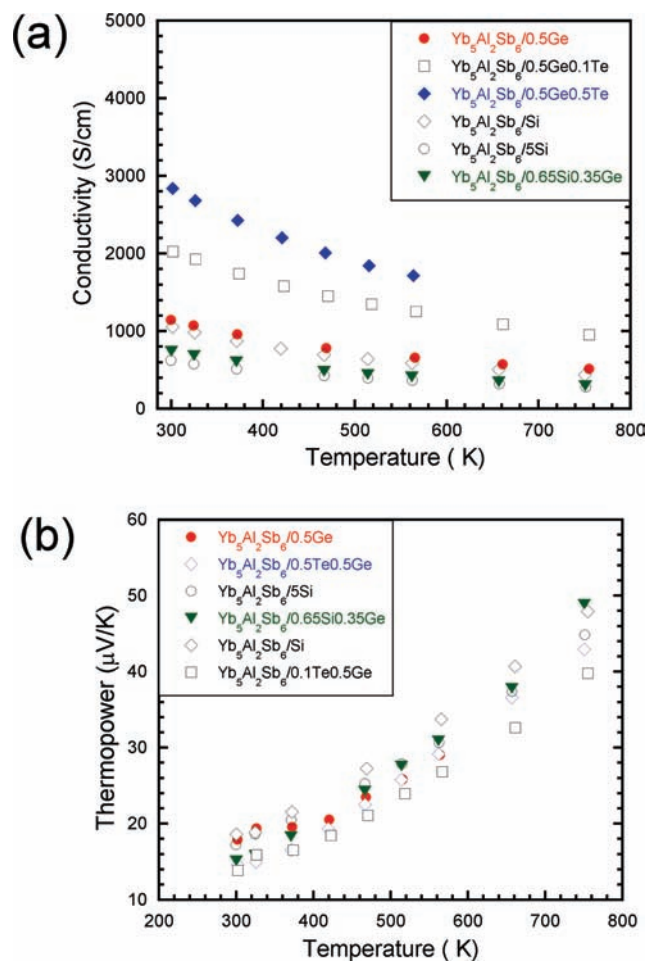 (a)
5000
4000
3000
2000
1000
0
Conductivity (S/cm)
Yb5Al2Sb6/0.5Ge
Yb5Al2Sb6/0.5Ge0.1Te
Yb5Al2Sb6/0.5Ge0.5Te
Yb5Al2Sb6/Si
Yb5Al2Sb6/5Si
Yb5Al2Sb6/0.65Si0.35Ge
300 400 500 600 700 800
Temperature ( K)
(b)
60
50
40
30
20
10
Thermopower (μV/K)
Yb5Al2Sb6/0.5Ge
Yb5Al2Sb6/0.5Te0.5Ge
Yb5Al2Sb6/5Si
Yb5Al2Sb6/0.65Si0.35Ge
Yb5Al2Sb6/Si
Yb5Al2Sb6/0.1Te0.5Ge
200 300 400 500 600 700 800
Temperature ( K)